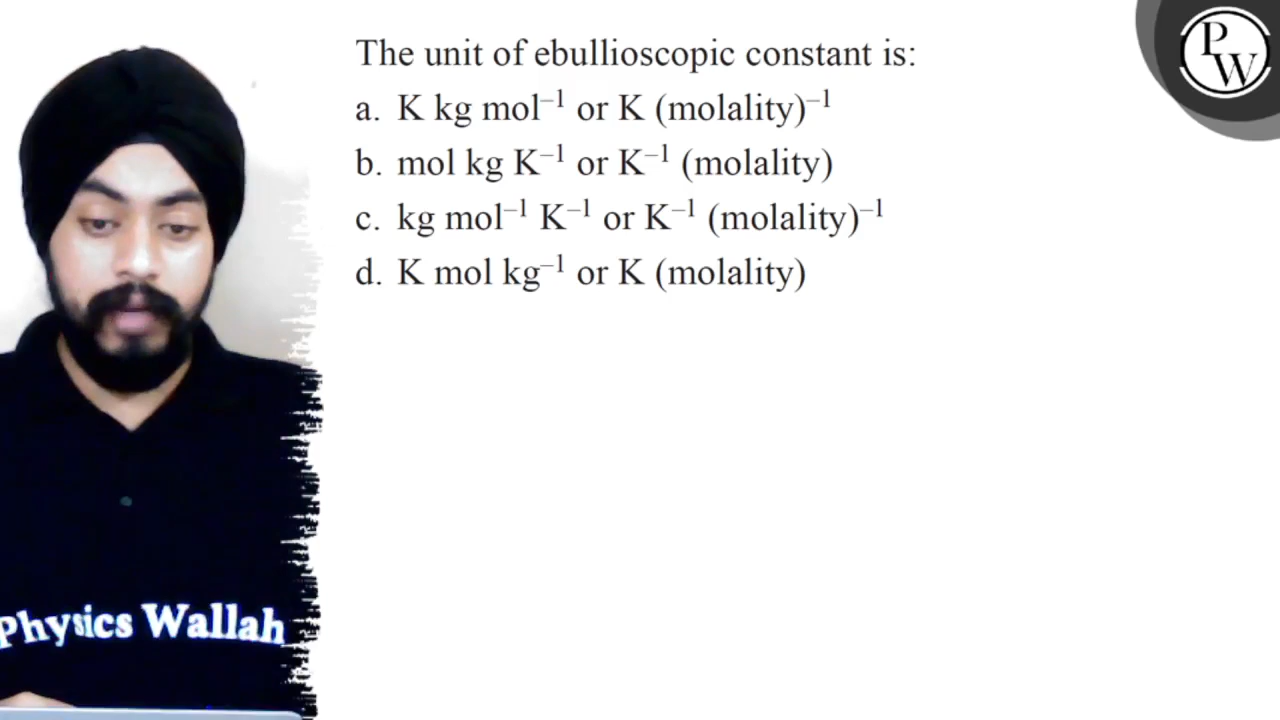 The unit of ebullioscopic constant is:
a. K kg mol⁻¹ or K (molality)⁻¹
b. mol kg K⁻¹ or K⁻¹ (molality)
c. kg mol⁻¹ K⁻¹ or K⁻¹ (molality)⁻¹
d. K mol kg⁻¹ or K (molality)
PW
Physics Wallah